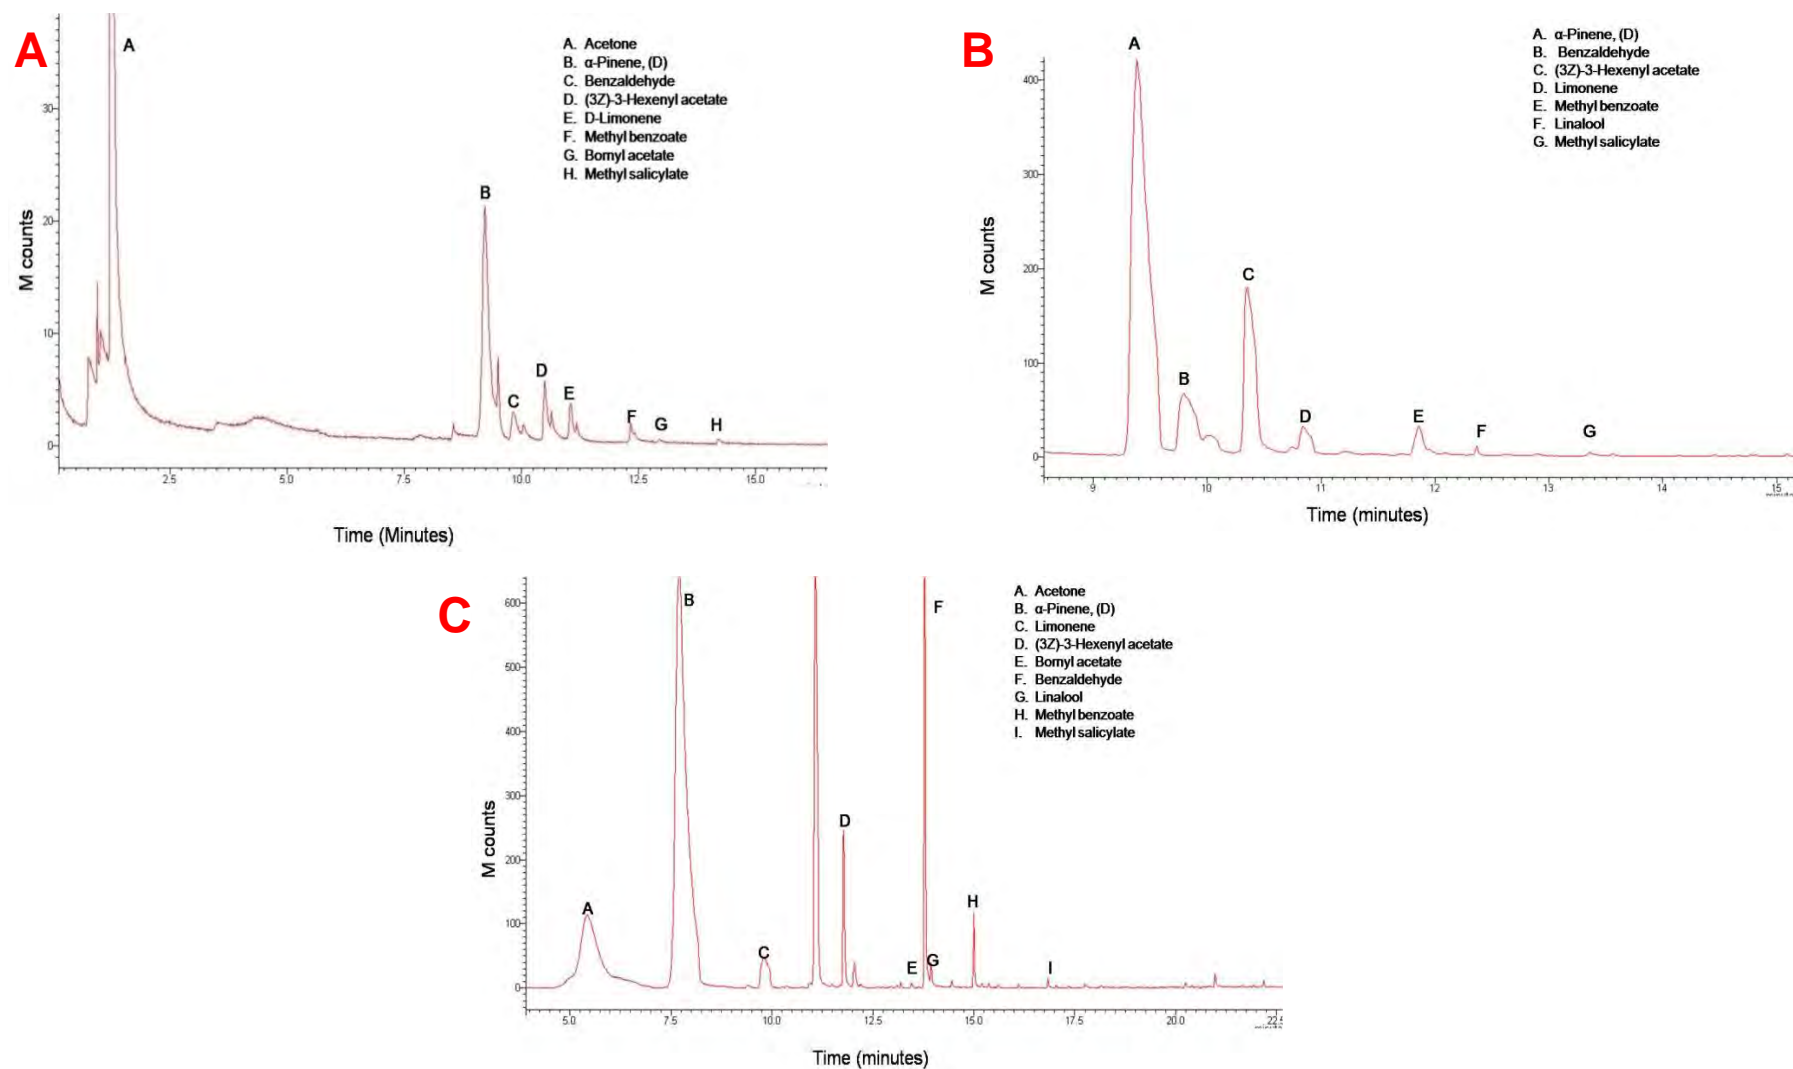 A
A
A. Acetone
B. α-Pinene, (D)
C. Benzaldehyde
D. (3Z)-3-Hexenyl acetate
E. D-Limonene
F. Methyl benzoate
G. Bornyl acetate
H. Methyl salicylate
30
B
20
M counts
10
D
E
C
F
G
H
0
2.5
5.0
7.5
10.0
12.5
15.0
Time (Minutes)
B
A
A. α-Pinene, (D)
B. Benzaldehyde
C. (3Z)-3-Hexenyl acetate
D. Limonene
E. Methyl benzoate
F. Linalool
G. Methyl salicylate
400
300
C
M counts
200
B
100
D
E
F
G
0
9
10
11
12
13
14
15
Time (minutes)
C
B
F
A. Acetone
B. α-Pinene, (D)
C. Limonene
D. (3Z)-3-Hexenyl acetate
E. Bornyl acetate
F. Benzaldehyde
G. Linalool
H. Methyl benzoate
I. Methyl salicylate
600
500
400
300
M counts
D
200
A
H
100
C
E
G
I
0
5.0
7.5
10.0
12.5
15.0
17.5
20.0
Time (minutes)